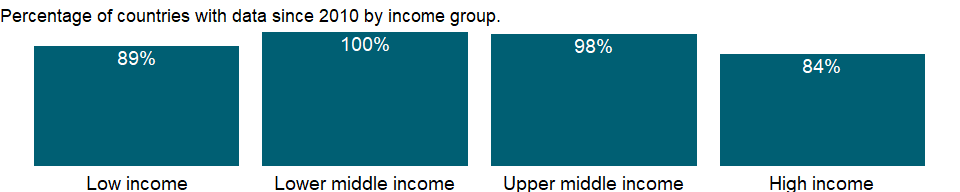 Percentage of countries with data since 2010 by income group.
89%
100%
98%
84%
Low income
Lower middle income
Upper middle income
High income